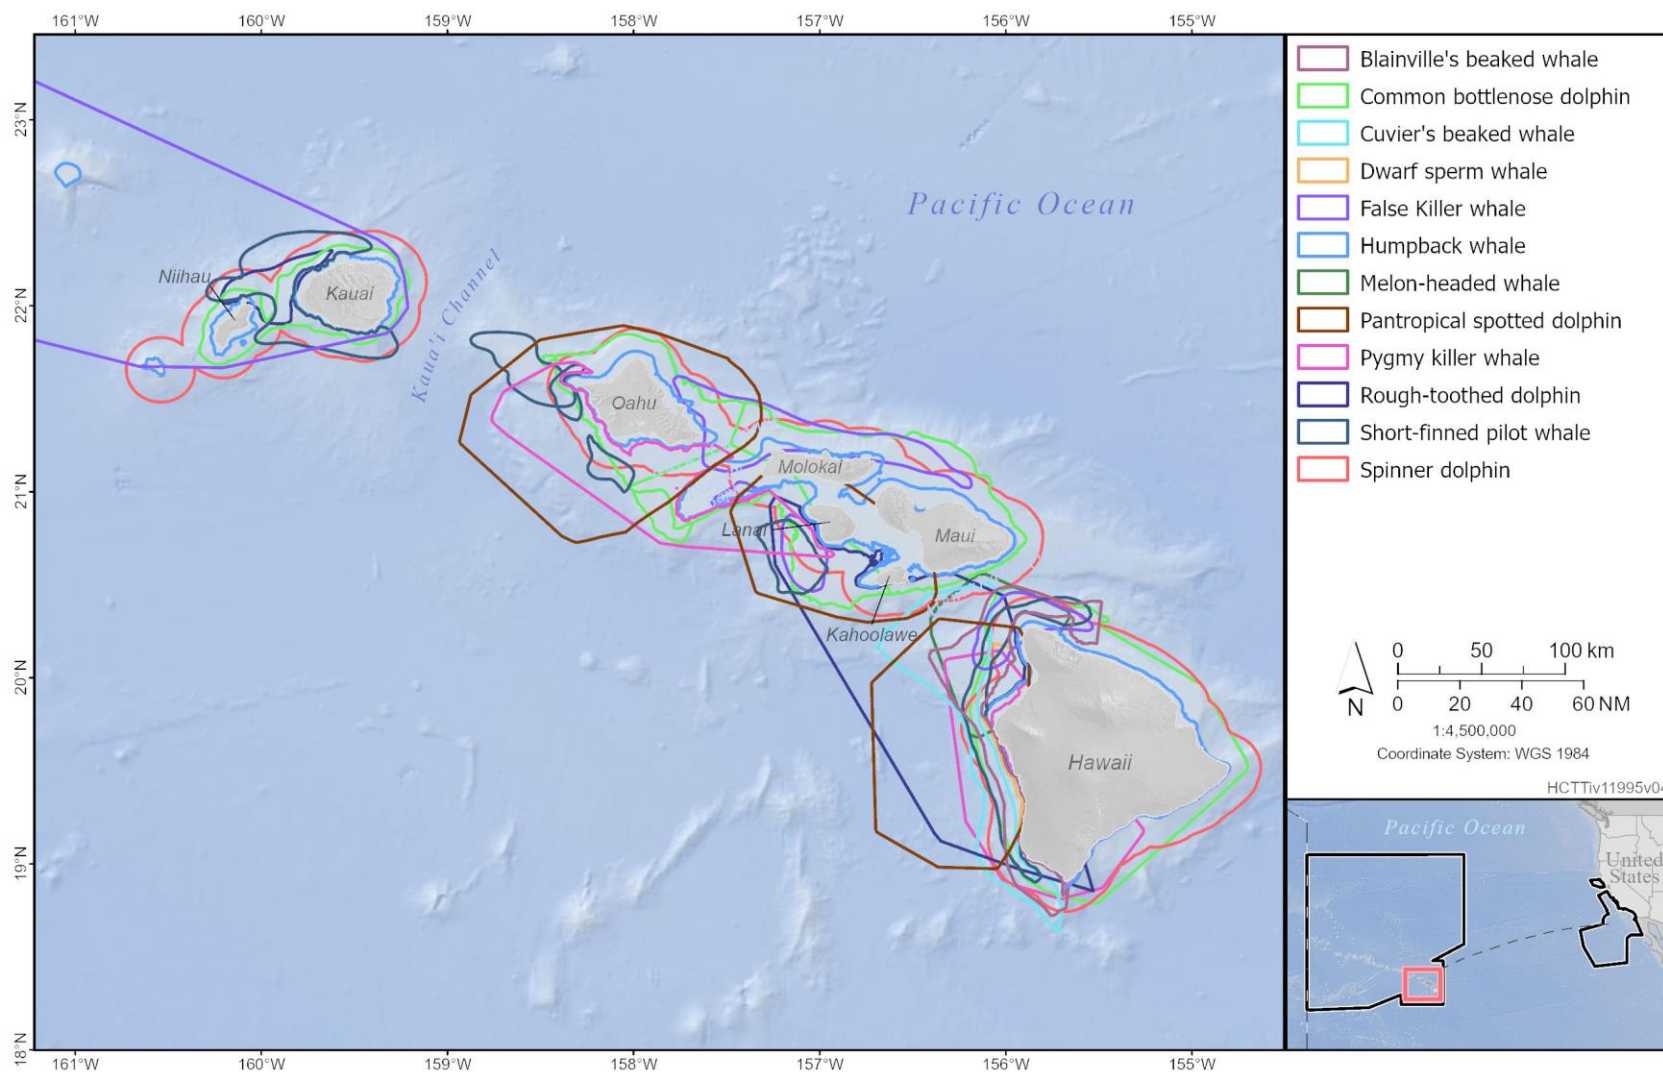 161°W 160°W 159°W 158°W 157°W 156°W 155°W
23°N
22°N
21°N
20°N
19°N
18°N
Pacific Ocean
Niihau
Kauai
Kaua'i Channel
Oahu
Molokai
Lanai
Maui
Kahoolawe
Hawaii
161°W 160°W 159°W 158°W 157°W 156°W 155°W
Blainville's beaked whale
Common bottlenose dolphin
Cuvier's beaked whale
Dwarf sperm whale
False Killer whale
Humpback whale
Melon-headed whale
Pantropical spotted dolphin
Pygmy killer whale
Rough-toothed dolphin
Short-finned pilot whale
Spinner dolphin
N
0 50 100 km
0 20 40 60 NM
1:4,500,000
Coordinate System: WGS 1984
HCTTiv11995v04
Pacific Ocean
United
States